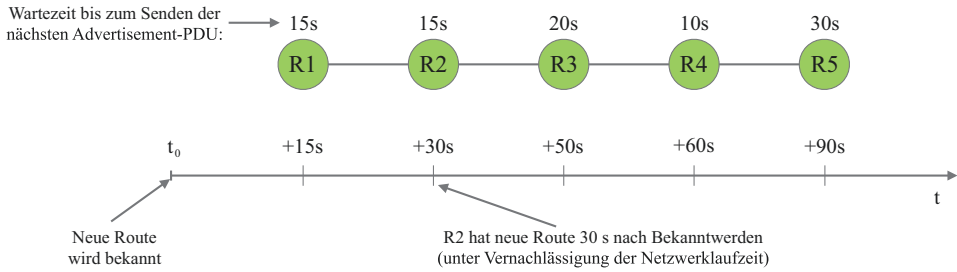 Wartezeit bis zum Senden der
nächsten Advertisement-PDU:
15s 15s 20s 10s 30s
R1 R2 R3 R4 R5
t₀ +15s +30s +50s +60s +90s
t
Neue Route
wird bekannt
R2 hat neue Route 30 s nach Bekanntwerden
(unter Vernachlässigung der Netzwerklaufzeit)